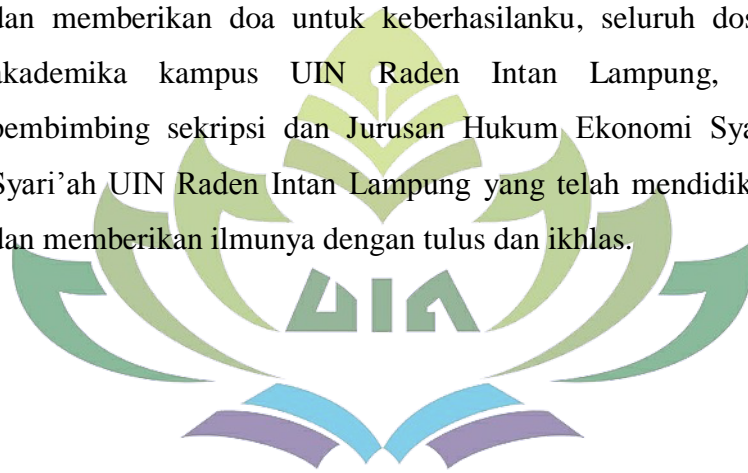 dan memberikan doa untuk keberhasilanku, seluruh dos
akademika kampus UIN Raden Intan Lampung,
pembimbing sekripsi dan Jurusan Hukum Ekonomi Sya
Syari’ah UIN Raden Intan Lampung yang telah mendidik
dan memberikan ilmunya dengan tulus dan ikhlas.
UIN